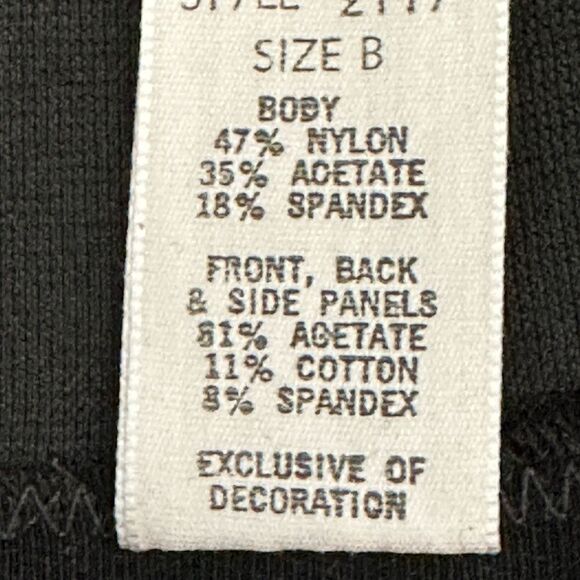 STYLE
SIZE B
BODY
47% NYLON
35% ACETATE
18% SPANDEX
FRONT, BACK
& SIDE PANELS
81% ACETATE
11% COTTON
8% SPANDEX
EXCLUSIVE OF
DECORATION